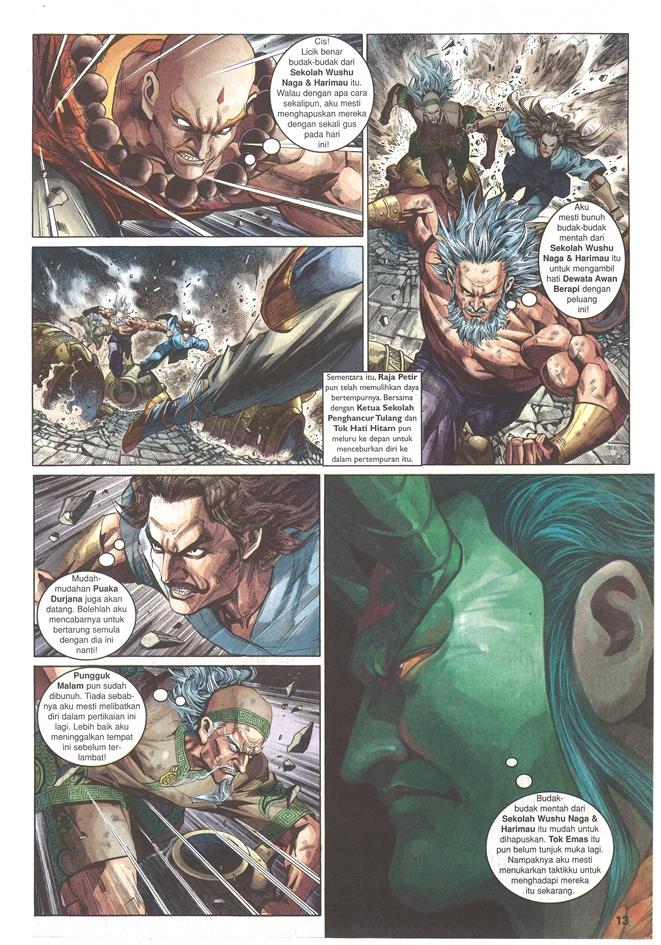 Cis!
Licik benar
budak-budak dari
Sekolah Wushu
Naga & Harimau itu.
Walau dengan apa cara
sekalipun, aku mesti
menghapuskan mereka
dengan sekali gus
pada hari
ini!
Aku
mesti bunuh
budak-budak
mentah dari
Sekolah Wushu
Naga & Harimau itu
untuk mengambil
hati Dewata Awan
Berapi dengan
peluang
ini!
Sementara itu, Raja Petir
pun telah memulihkan daya
bertempurnya. Bersama
dengan Ketua Sekolah
Penghancur Tulang dan
Tok Hati Hitam pun
meluru ke depan untuk
menceburkan diri ke
dalam pertempuran itu.
Mudah-
mudahan Puaka
Durjana juga akan
datang. Bolehlah aku
mencabarnya untuk
bertarung semula
dengan dia ini
nanti!
Pungguk
Malam pun sudah
dibunuh. Tiada sebab-
nya aku mesti melibatkan
diri dalam pertikaian ini
lagi. Lebih baik aku
meninggalkan tempat
ini sebelum ter-
lambat!
Budak-
budak mentah dari
Sekolah Wushu Naga &
Harimau itu mudah untuk
dihapuskan. Tok Emas itu
pun belum tunjuk muka lagi.
Nampaknya aku mesti
menukarkan taktikku untuk
menghadapi mereka
itu sekarang.
13